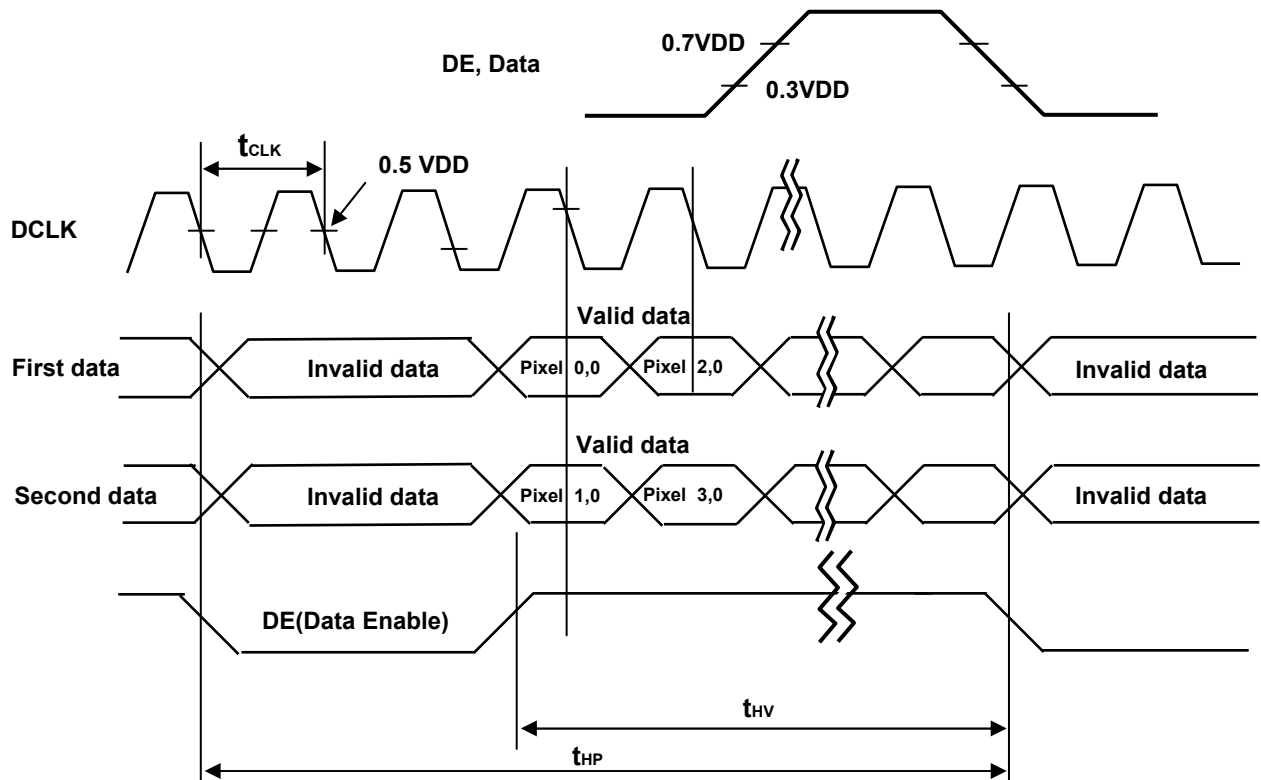 0.7VDD
DE, Data
0.3VDD
tCLK
0.5 VDD
DCLK
Valid data
First data
Invalid data
Pixel 0,0
Pixel 2,0
Invalid data
Valid data
Second data
Invalid data
Pixel 1,0
Pixel 3,0
Invalid data
DE(Data Enable)
tHV
tHP